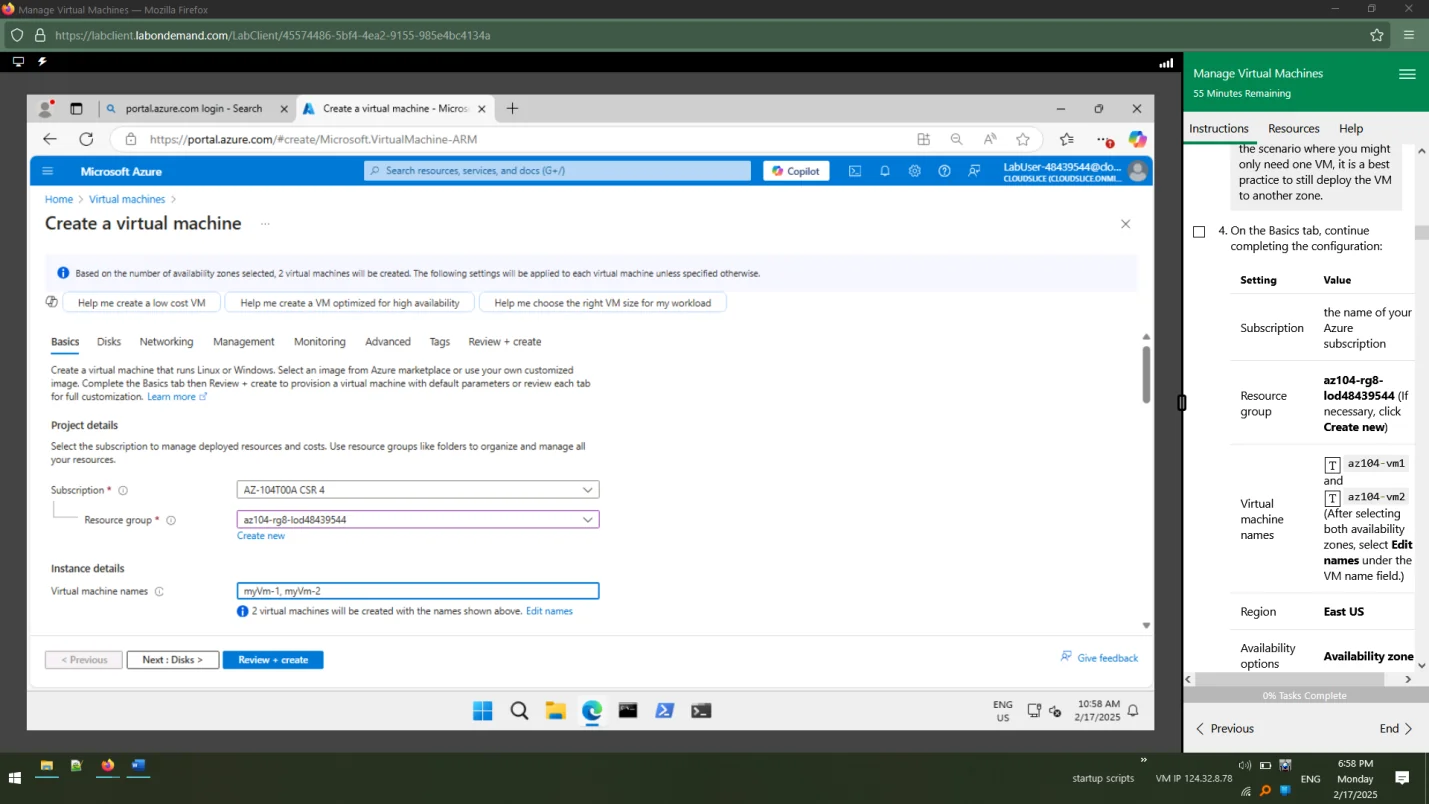 Manage Virtual Machines — Mozilla Firefox
https://labclient.labondemand.com/LabClient/45574486-5bf4-4ea2-9155-985e4bc4134a
portal.azure.com login - Search
Create a virtual machine - Micros
https://portal.azure.com/#create/Microsoft.VirtualMachine-ARM
Microsoft Azure
Search resources, services, and docs (G+/)
Copilot
LabUser-48439544@clo...
CLOUDSLICE (CLOUDSLICE.ONMI...
Home > Virtual machines >
Create a virtual machine ...
Based on the number of availability zones selected, 2 virtual machines will be created. The following settings will be applied to each virtual machine unless specified otherwise.
Help me create a low cost VM
Help me create a VM optimized for high availability
Help me choose the right VM size for my workload
Basics Disks Networking Management Monitoring Advanced Tags Review + create
Create a virtual machine that runs Linux or Windows. Select an image from Azure marketplace or use your own customized
image. Complete the Basics tab then Review + create to provision a virtual machine with default parameters or review each tab
for full customization. Learn more
Project details
Select the subscription to manage deployed resources and costs. Use resource groups like folders to organize and manage all
your resources.
Subscription *
AZ-104T00A CSR 4
Resource group *
az104-rg8-lod48439544
Create new
Instance details
Virtual machine names
myVm-1, myVm-2
2 virtual machines will be created with the names shown above. Edit names
< Previous
Next : Disks >
Review + create
Give feedback
ENG
US
10:58 AM
2/17/2025
Manage Virtual Machines
55 Minutes Remaining
Instructions Resources Help
the scenario where you might
only need one VM, it is a best
practice to still deploy the VM
to another zone.
4. On the Basics tab, continue
completing the configuration:
Setting Value
Subscription
the name of your
Azure
subscription
Resource
group
az104-rg8-
lod48439544 (If
necessary, click
Create new)
Virtual
machine
names
T az104-vm1
and
T az104-vm2
(After selecting
both availability
zones, select Edit
names under the
VM name field.)
Region East US
Availability
options
Availability zone
0% Tasks Complete
Previous
End
startup scripts
VM IP 124.32.8.78
ENG
6:58 PM
Monday
2/17/2025